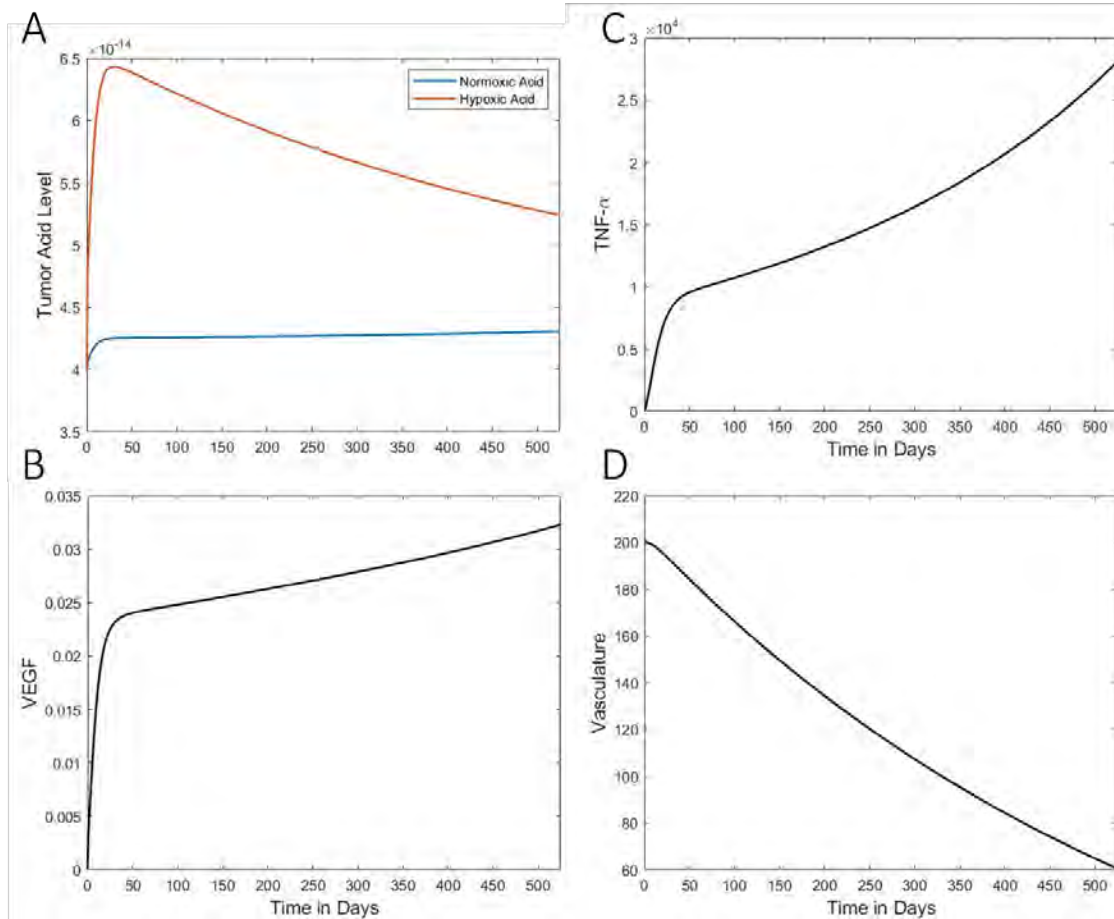 A
×10⁻¹⁴
6.5
6
5.5
5
4.5
4
3.5
Tumor Acid Level
Normoxic Acid
Hypoxic Acid
0 50 100 150 200 250 300 350 400 450 500
B
0.035
0.03
0.025
0.02
0.015
0.01
0.005
0
VEGF
0 50 100 150 200 250 300 350 400 450 500
Time in Days
C
×10⁴
3
2.5
2
1.5
1
0.5
0
TNF-α
0 50 100 150 200 250 300 350 400 450 500
Time in Days
D
220
200
180
160
140
120
100
80
60
Vasculature
0 50 100 150 200 250 300 350 400 450 500
Time in Days